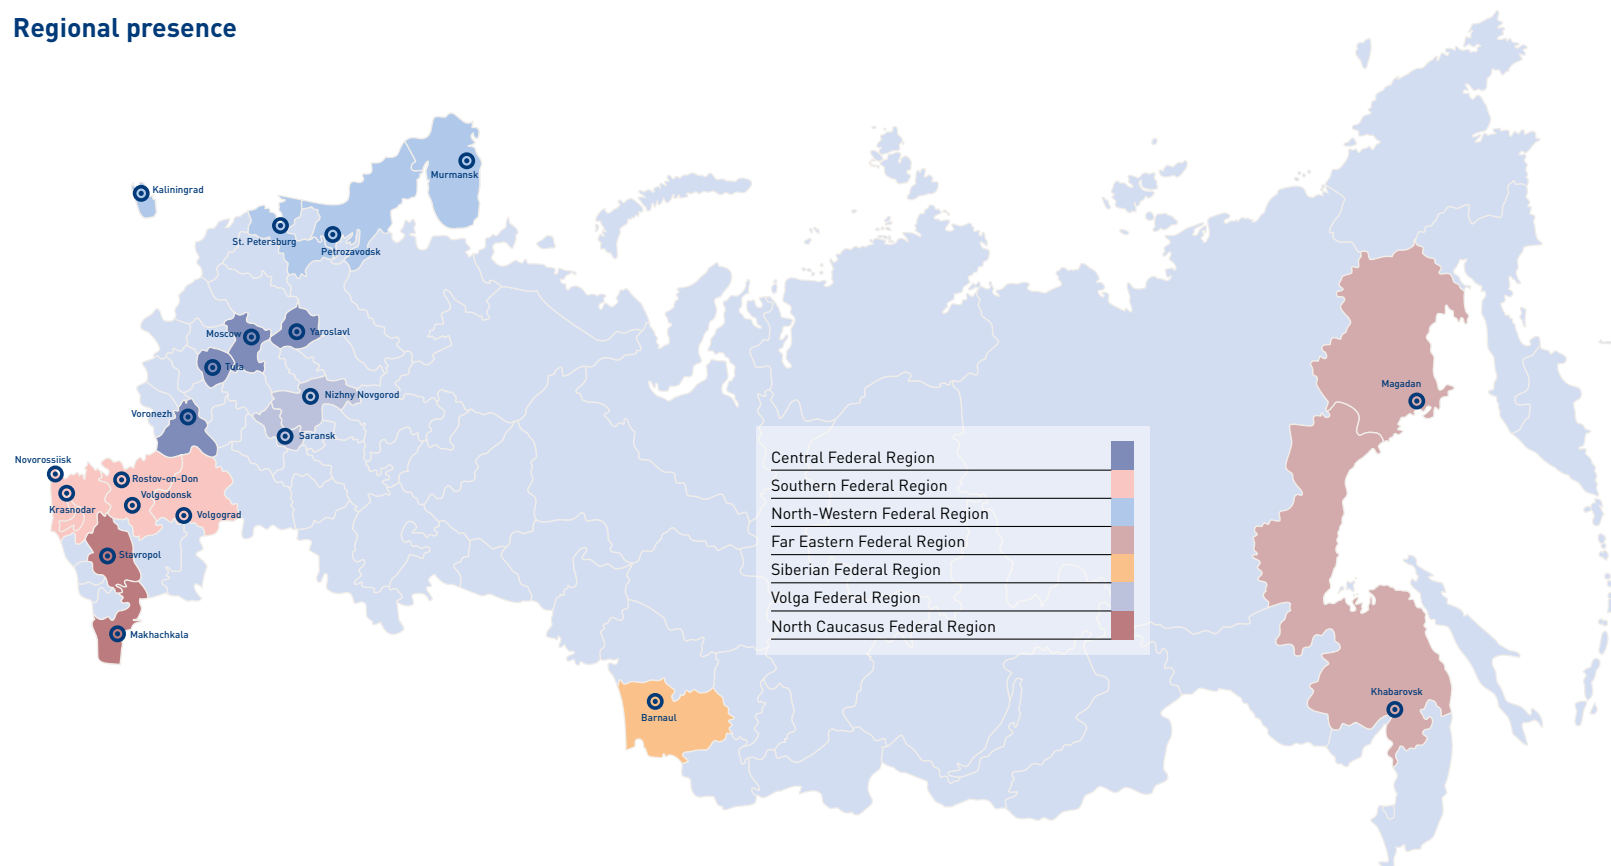 Regional presence
Murmansk
Kaliningrad
St. Petersburg
Petrozavodsk
Moscow
Yaroslavl
Tula
Nizhny Novgorod
Voronezh
Saransk
Novorossiisk
Rostov-on-Don
Volgodonsk
Krasnodar
Volgograd
Stavropol
Makhachkala
Barnaul
Magadan
Khabarovsk
Central Federal Region
Southern Federal Region
North-Western Federal Region
Far Eastern Federal Region
Siberian Federal Region
Volga Federal Region
North Caucasus Federal Region